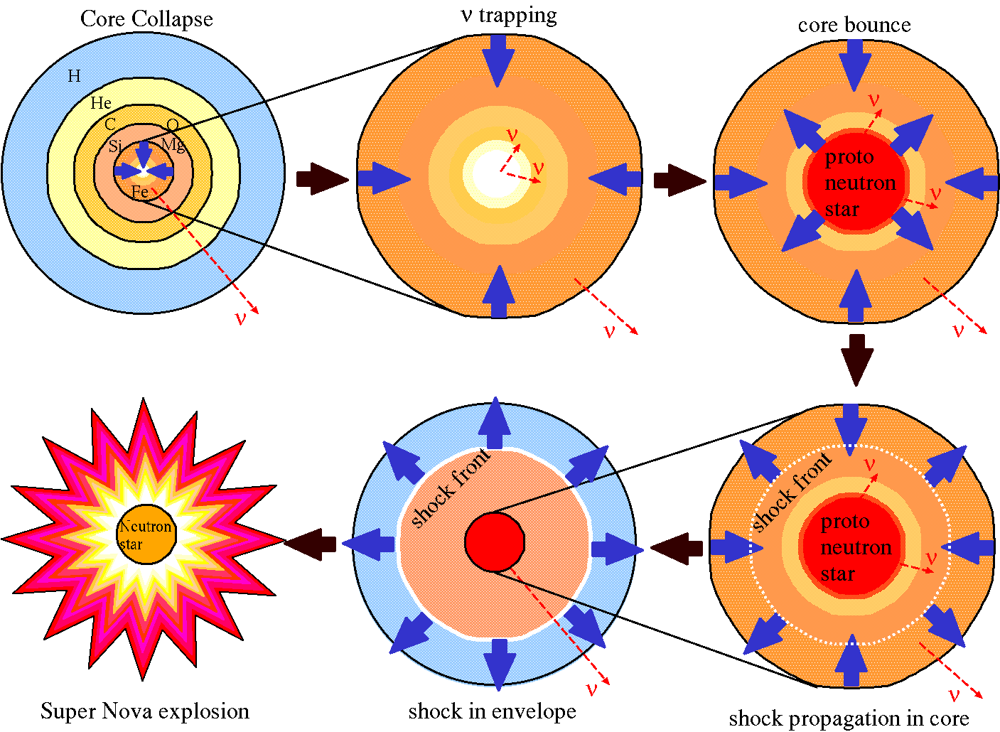 Core Collapse
ν trapping
core bounce
H
He
C
O
Si
Mg
Fe
ν
ν
ν
ν
ν
proto
neutron
star
ν
ν
Neutron
star
shock front
ν
shock front
ν
proto
neutron
star
ν
ν
Super Nova explosion
shock in envelope
shock propagation in core